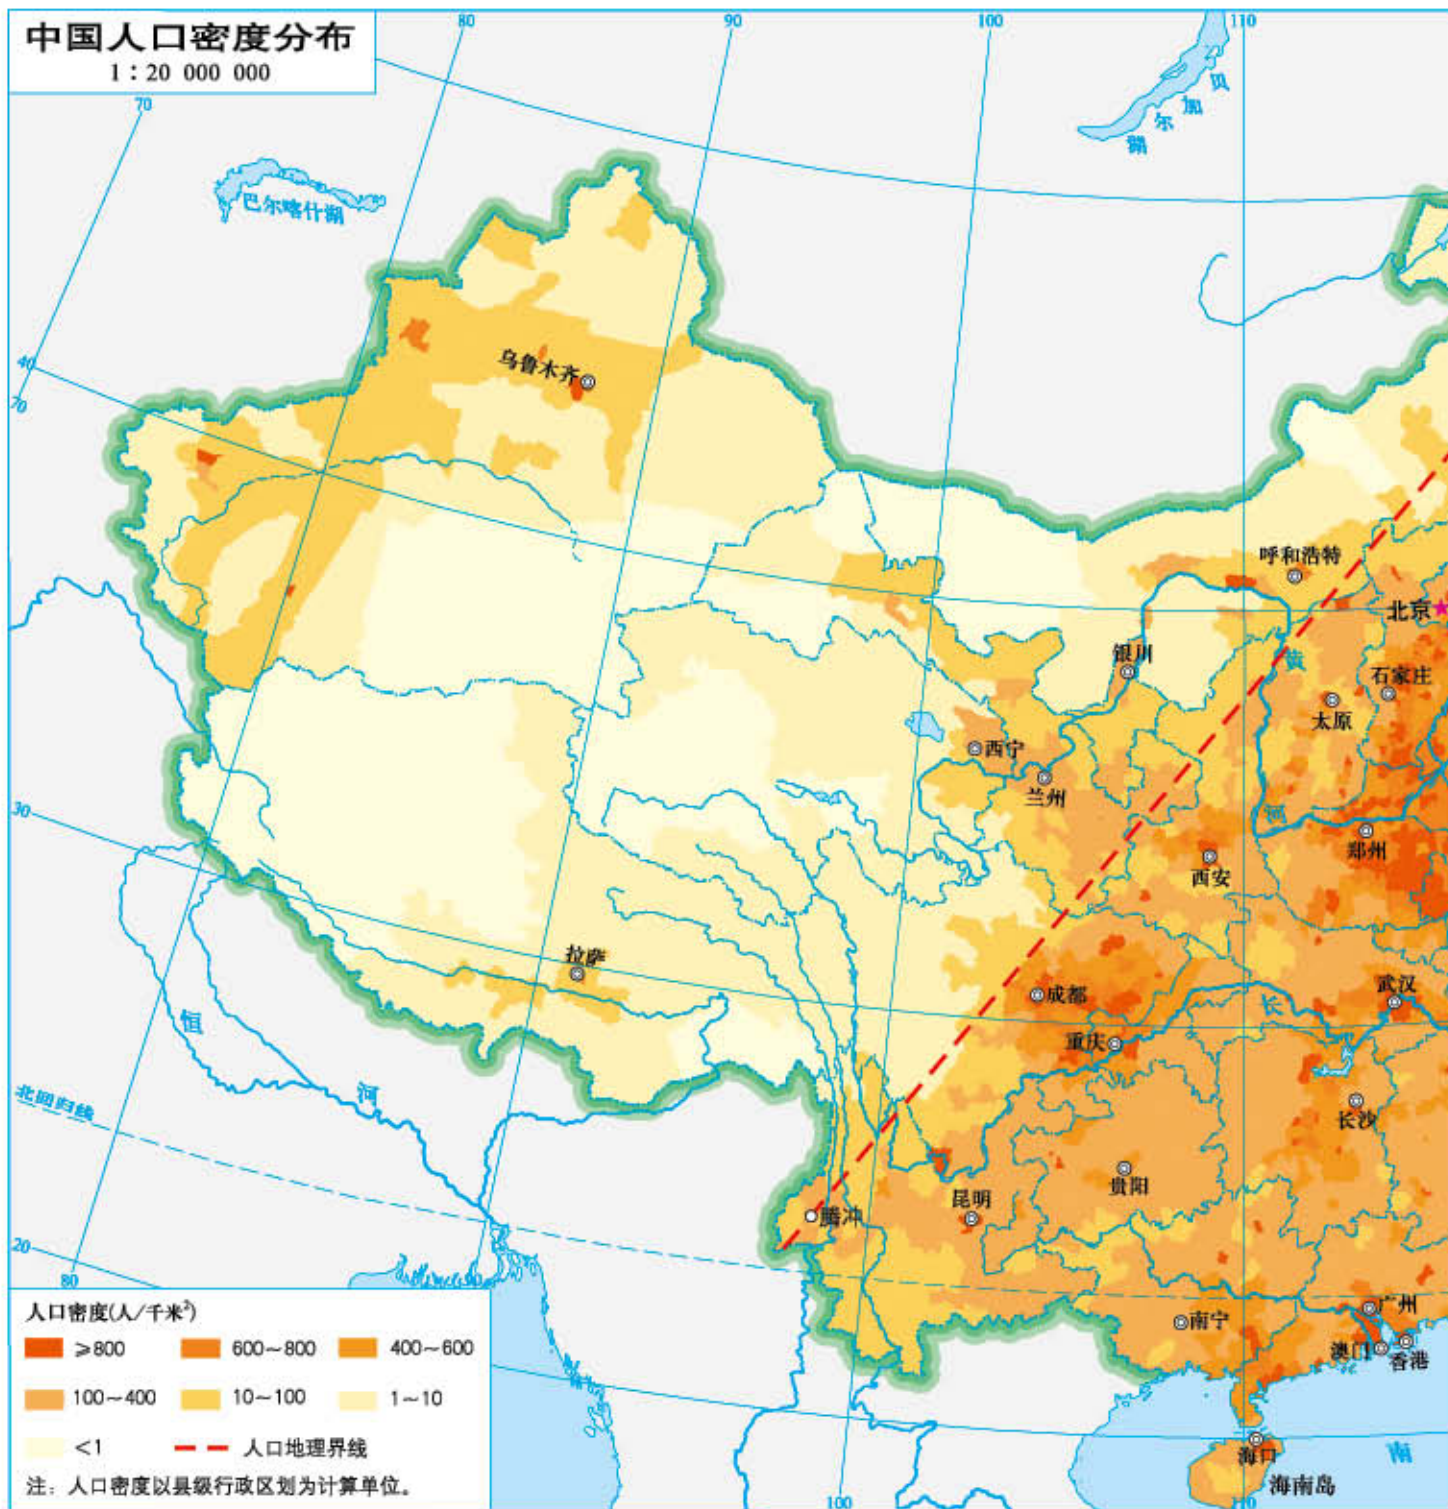 中国人口密度分布
1：20 000 000
80
90
100
110
70
贝加尔湖
巴尔喀什湖
40
70
乌鲁木齐
呼和浩特
北京
银川
黄
石家庄
太原
西宁
兰州
河
郑州
西安
30
拉萨
成都
武汉
长
重庆
恒
河
北回归线
长沙
贵阳
昆明
腾冲
20
80
90
广州
南宁
澳门
香港
海口
海南岛
南
100
110
人口密度(人/千米²)
≥800 600～800 400～600
100～400 10～100 1～10
<1 人口地理界线
注：人口密度以县级行政区划为计算单位。